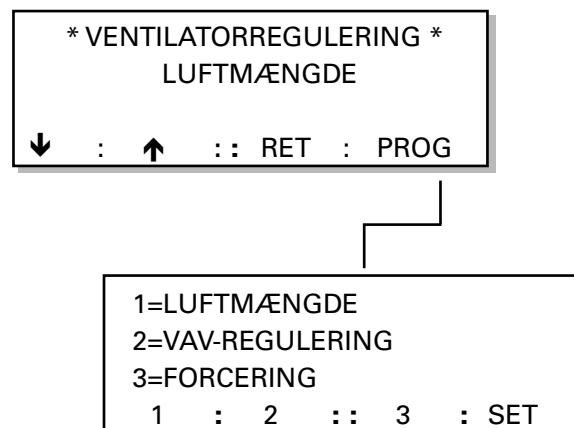 * VENTILATORREGULERING *
LUFTMÆNGDE
↓ : ↑ :: RET : PROG
1=LUFTMÆNGDE
2=VAV-REGULERING
3=FORCERING
1 : 2 :: 3 : SET